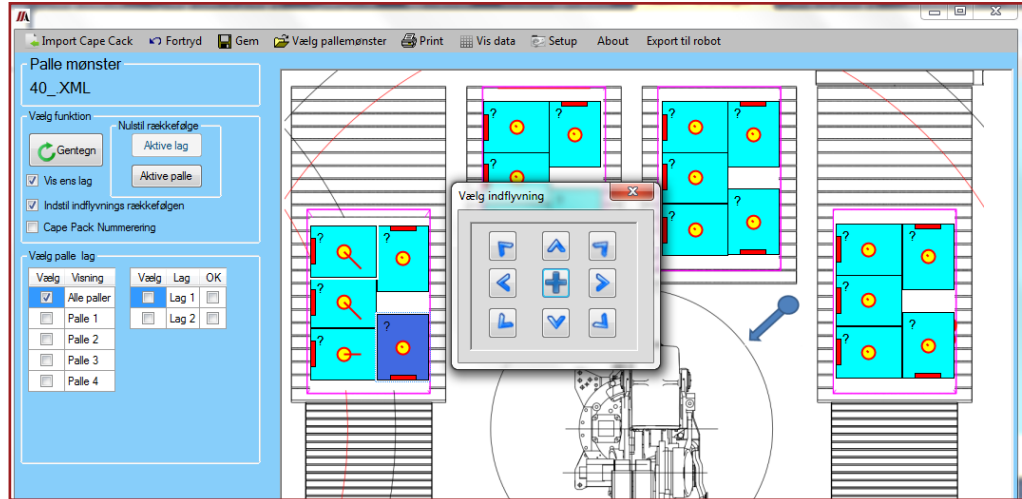 Import Cape Cack Fortryd Gem Vælg pallemønster Print Vis data Setup About Export til robot
Palle mønster
40_.XML
Vælg funktion
Nulstil rækkefølge
Gentegn
Aktive lag
Aktive palle
Vis ens lag
Indstil indflyvnings rækkefølgen
Cape Pack Nummerering
Vælg palle lag
Vælg Visning Vælg Lag OK
Alle paller Lag 1
Palle 1 Lag 2
Palle 2
Palle 3
Palle 4
? ?
?
? ?
?
?
?
Vælg indflyvning
? ?
?
? ?
? ?
?
? ?